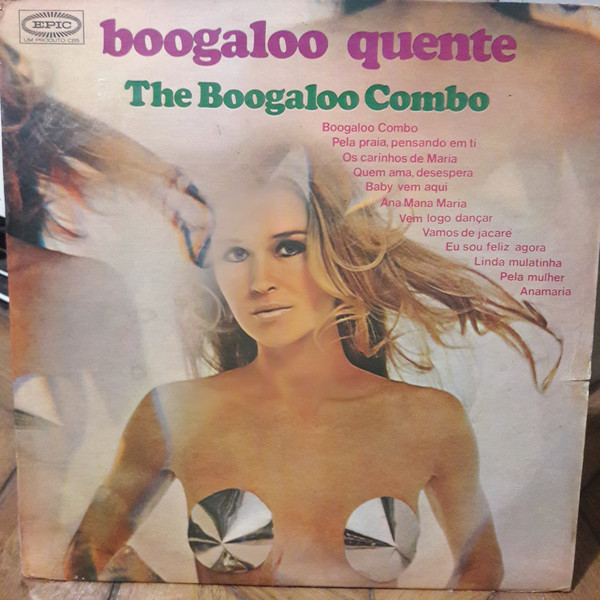 EPIC
UM PRODUTO CBS
boogaloo quente
The Boogaloo Combo
Boogaloo Combo
Pela praia, pensando em ti
Os carinhos de Maria
Quem ama, desespera
Baby vem aqui
Ana Mana Maria
Vem logo dançar
Vamos de jacaré
Eu sou feliz agora
Linda mulatinha
Pela mulher
Anamaria